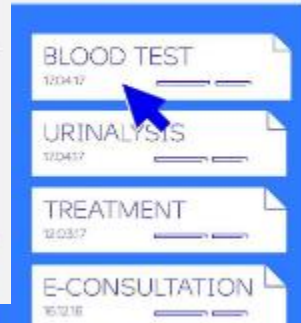 BLOOD TEST
12.04.17
URINALYSIS
12.04.17
TREATMENT
12.03.17
E-CONSULTATION
16.12.16